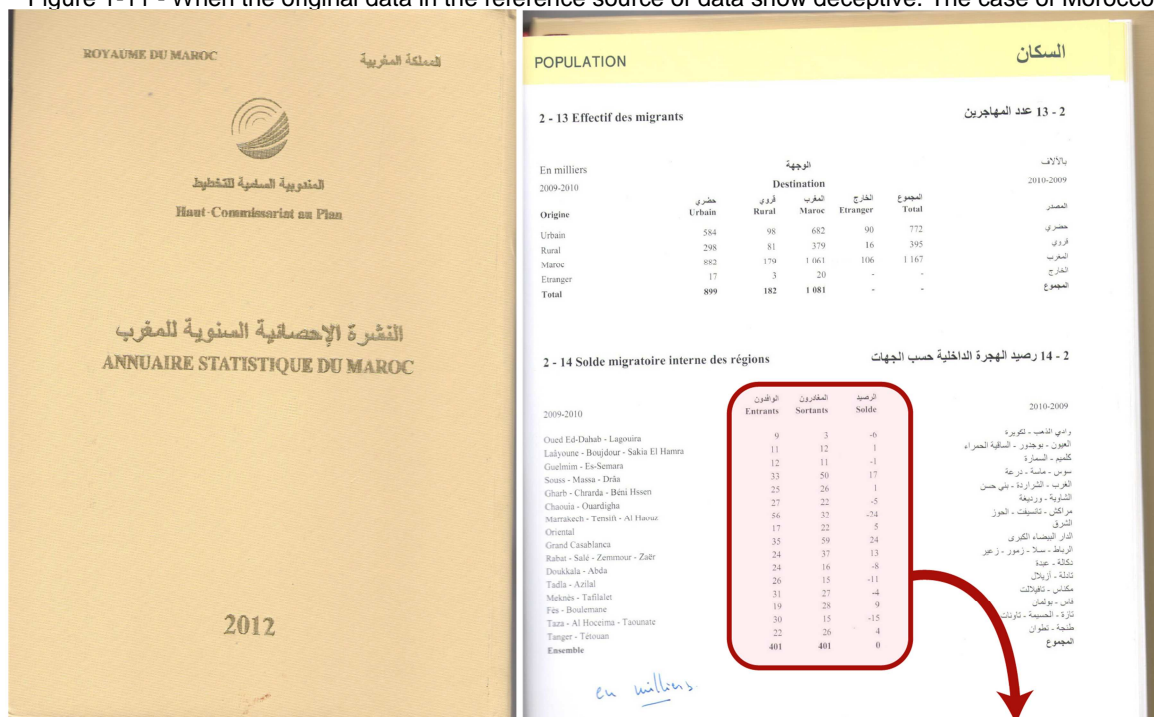 Figure 1-11 - When the original data in the reference source of data show deceptive. The case of Morocco
ROYAUME DU MAROC المملكة المغربية
المندوبية السامية للتخطيط
Haut-Commissariat au Plan
النشرة الإحصائية السنوية للمغرب
ANNUAIRE STATISTIQUE DU MAROC
2012
POPULATION السكان
2 - 13 Effectif des migrants 2 - 13 عدد المهاجرين
En milliers الوجهة بالآلاف
2009-2010 Destination 2010-2009
حضري قروي المغرب الخارج المجموع
Origine Urbain Rural Maroc Etranger Total المصدر
Urbain 584 98 682 90 772 حضري
Rural 298 81 379 16 395 قروي
Maroc 882 179 1 061 106 1 167 المغرب
Etranger 17 3 20 - - الخارج
Total 899 182 1 081 - - المجموع
2 - 14 Solde migratoire interne des régions 2 - 14 رصيد الهجرة الداخلية حسب الجهات
الوافدون المغادرون الرصيد
2009-2010 Entrants Sortants Solde 2010-2009
Oued Ed-Dahab - Lagouira 9 3 -6 وادي الذهب - لكويرة
Laâyoune - Boujdour - Sakia El Hamra 11 12 1 العيون - بوجدور - الساقية الحمراء
Guelmim - Es-Semara 12 11 -1 كلميم - السمارة
Souss - Massa - Drâa 33 50 17 سوس - ماسة - درعة
Gharb - Chrarda - Béni Hssen 25 26 1 الغرب - الشراردة - بني حسن
Chaouia - Ouardigha 27 22 -5 الشاوية - ورديغة
Marrakech - Tensift - Al Haouz 56 32 -24 مراكش - تانسيفت - الحوز
Oriental 17 22 5 الشرق
Grand Casablanca 35 59 24 الدار البيضاء الكبرى
Rabat - Salé - Zemmour - Zaër 24 37 13 الرباط - سلا - زمور - زعير
Doukkala - Abda 24 16 -8 دكالة - عبدة
Tadla - Azilal 26 15 -11 تادلة - أزيلال
Meknès - Tafilalet 31 27 -4 مكناس - تافيلالت
Fès - Boulemane 19 28 9 فاس - بولمان
Taza - Al Hoceima - Taounate 30 15 -15 تازة - الحسيمة - تاونات
Tanger - Tétouan 22 26 4 طنجة - تطوان
Ensemble 401 401 0 المجموع
en milliers